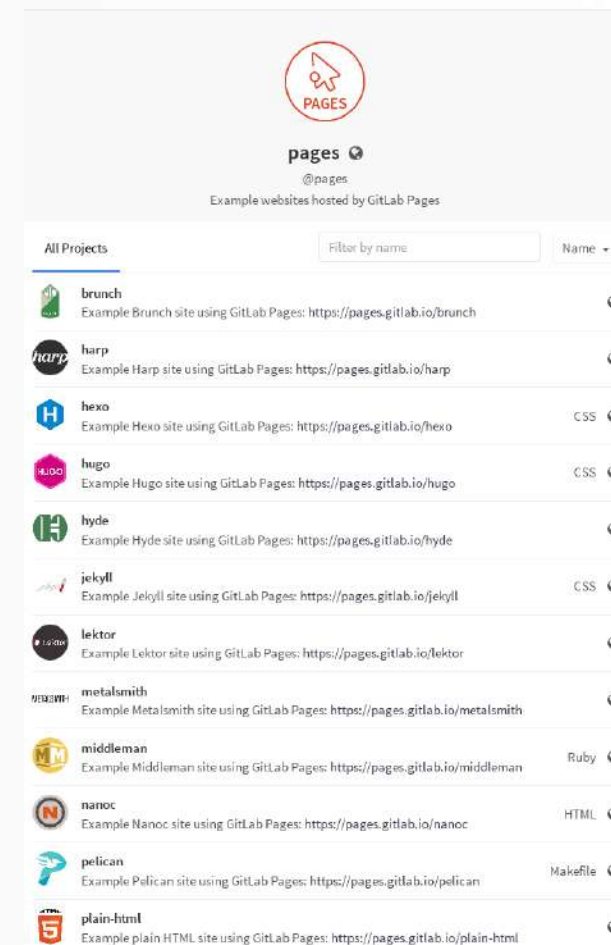 PAGES
pages
@pages
Example websites hosted by GitLab Pages
All Projects Filter by name Name
brunch
Example Brunch site using GitLab Pages: https://pages.gitlab.io/brunch
harp
harp
Example Harp site using GitLab Pages: https://pages.gitlab.io/harp
H
hexo
Example Hexo site using GitLab Pages: https://pages.gitlab.io/hexo
CSS
HUGO
hugo
Example Hugo site using GitLab Pages: https://pages.gitlab.io/hugo
CSS
hyde
Example Hyde site using GitLab Pages: https://pages.gitlab.io/hyde
jekyll
Example Jekyll site using GitLab Pages: https://pages.gitlab.io/jekyll
CSS
lektor
Example Lektor site using GitLab Pages: https://pages.gitlab.io/lektor
METALSMITH
metalsmith
Example Metalsmith site using GitLab Pages: https://pages.gitlab.io/metalsmith
MM
middleman
Example Middleman site using GitLab Pages: https://pages.gitlab.io/middleman
Ruby
N
nanoc
Example Nanoc site using GitLab Pages: https://pages.gitlab.io/nanoc
HTML
pelican
Example Pelican site using GitLab Pages: https://pages.gitlab.io/pelican
Makefile
5
plain-html
Example plain HTML site using GitLab Pages: https://pages.gitlab.io/plain-html